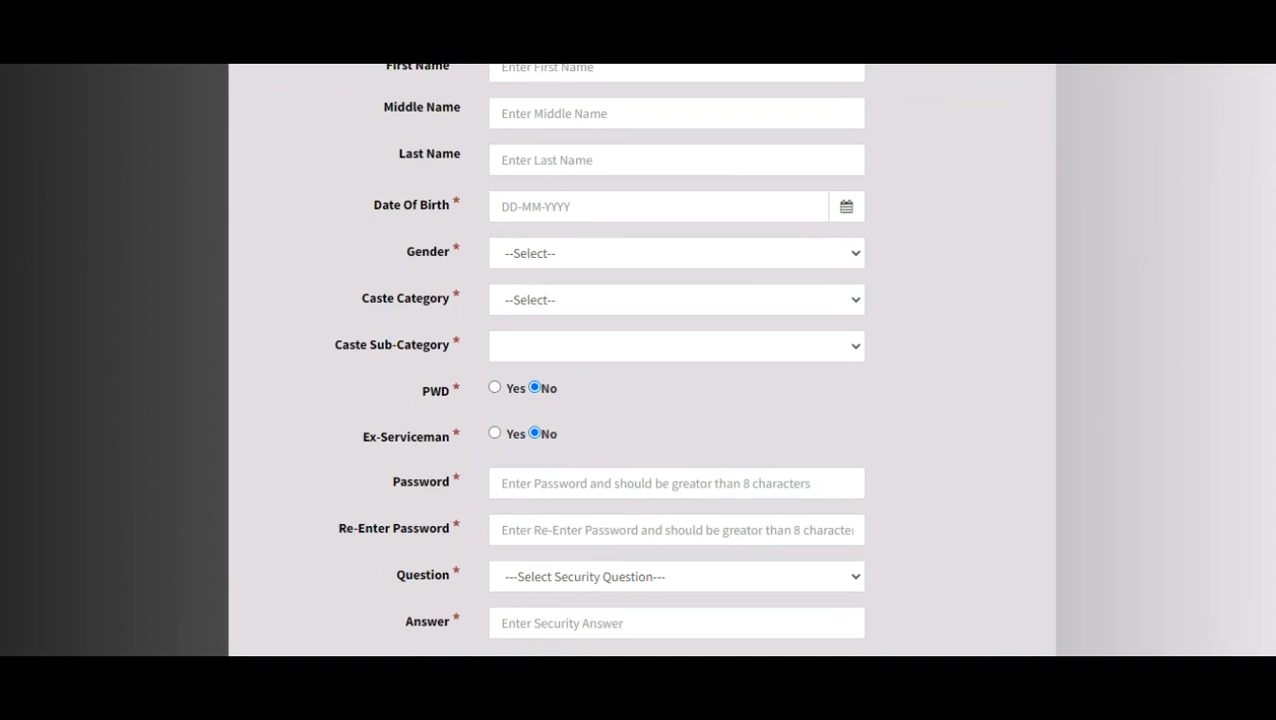 First Name Enter First Name
Middle Name Enter Middle Name
Last Name Enter Last Name
Date Of Birth * DD-MM-YYYY
Gender * --Select--
Caste Category * --Select--
Caste Sub-Category *
PWD * Yes No
Ex-Serviceman * Yes No
Password * Enter Password and should be greator than 8 characters
Re-Enter Password * Enter Re-Enter Password and should be greator than 8 character
Question * ---Select Security Question---
Answer * Enter Security Answer